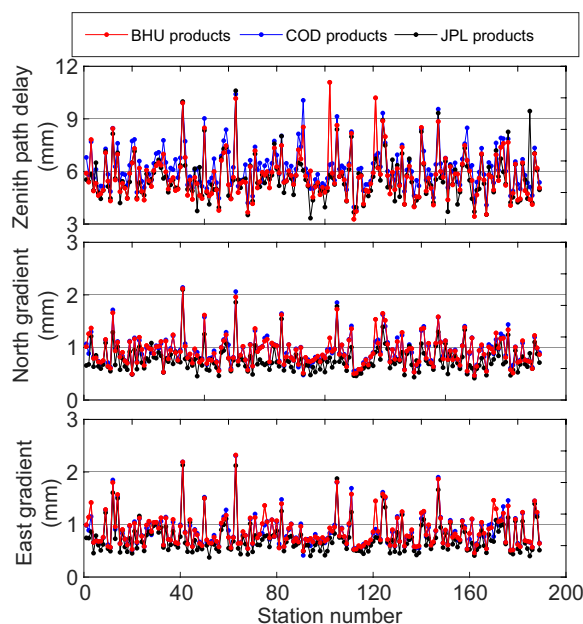 BHU products COD products JPL products
12
9
6
3
Zenith path delay
(mm)
3
2
1
0
North gradient
(mm)
3
2
1
0
East gradient
(mm)
0 40 80 120 160 200
Station number